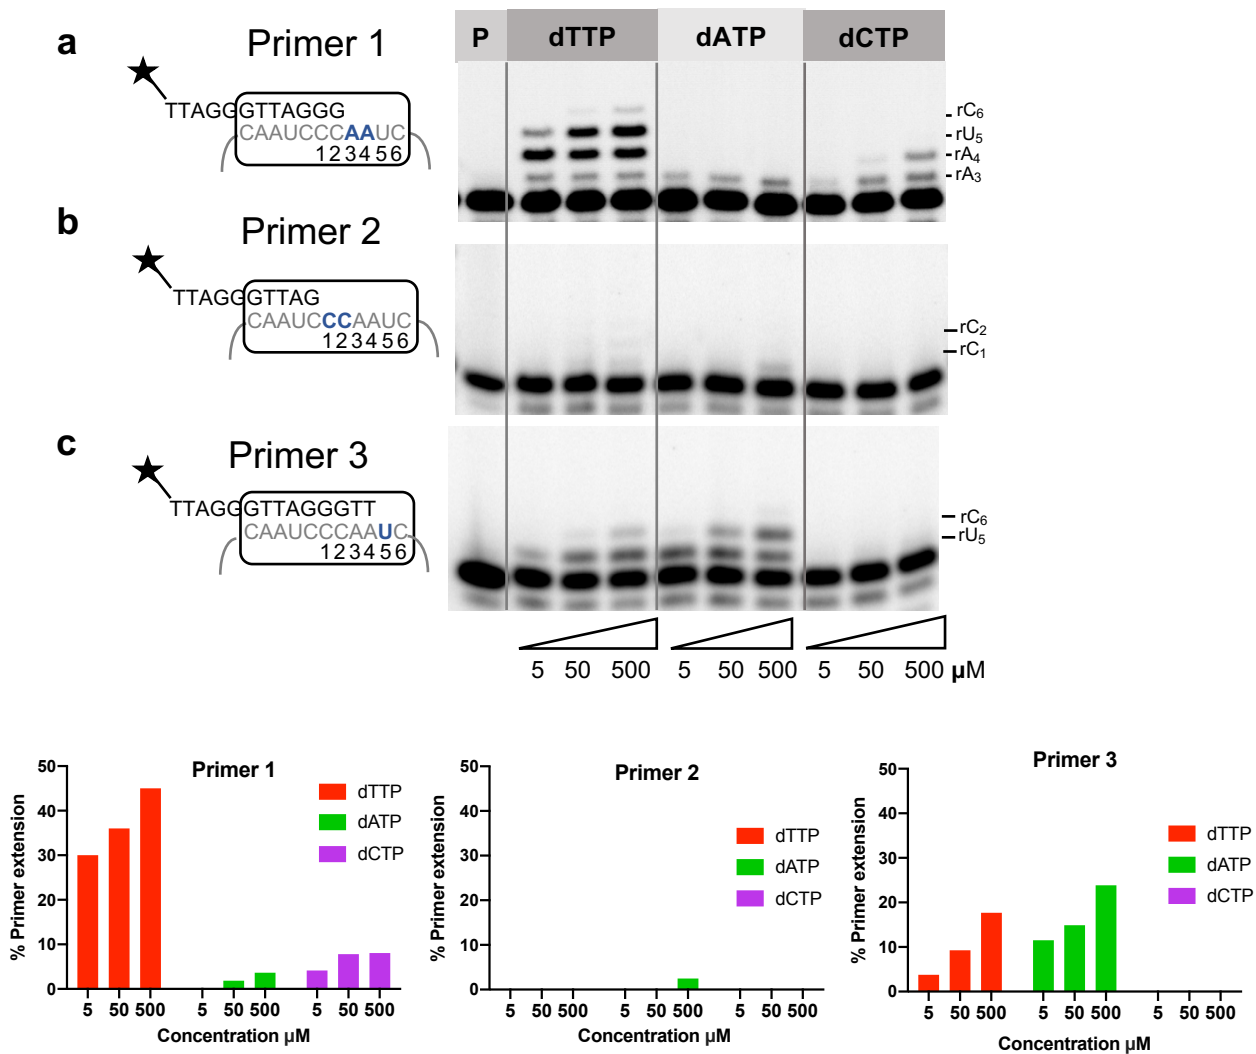 a
Primer 1
P
dTTP
dATP
dCTP
TTAGGGTTAGGG
CAAUCCCAAUC
123456
rC6
rU5
rA4
rA3
b
Primer 2
TTAGGGTTAG
CAAUCCCAAUC
123456
rC2
rC1
c
Primer 3
TTAGGGTTAGGGTT
CAAUCCCAAUC
123456
rC6
rU5
5 50 500 5 50 500 5 50 500 µM
Primer 1
% Primer extension
50
40
30
20
10
0
dTTP
dATP
dCTP
5 50 500 5 50 500 5 50 500
Concentration µM
Primer 2
% Primer extension
50
40
30
20
10
0
dTTP
dATP
dCTP
5 50 500 5 50 500 5 50 500
Concentration µM
Primer 3
% Primer extension
50
40
30
20
10
0
dTTP
dATP
dCTP
5 50 500 5 50 500 5 50 500
Concentration µM